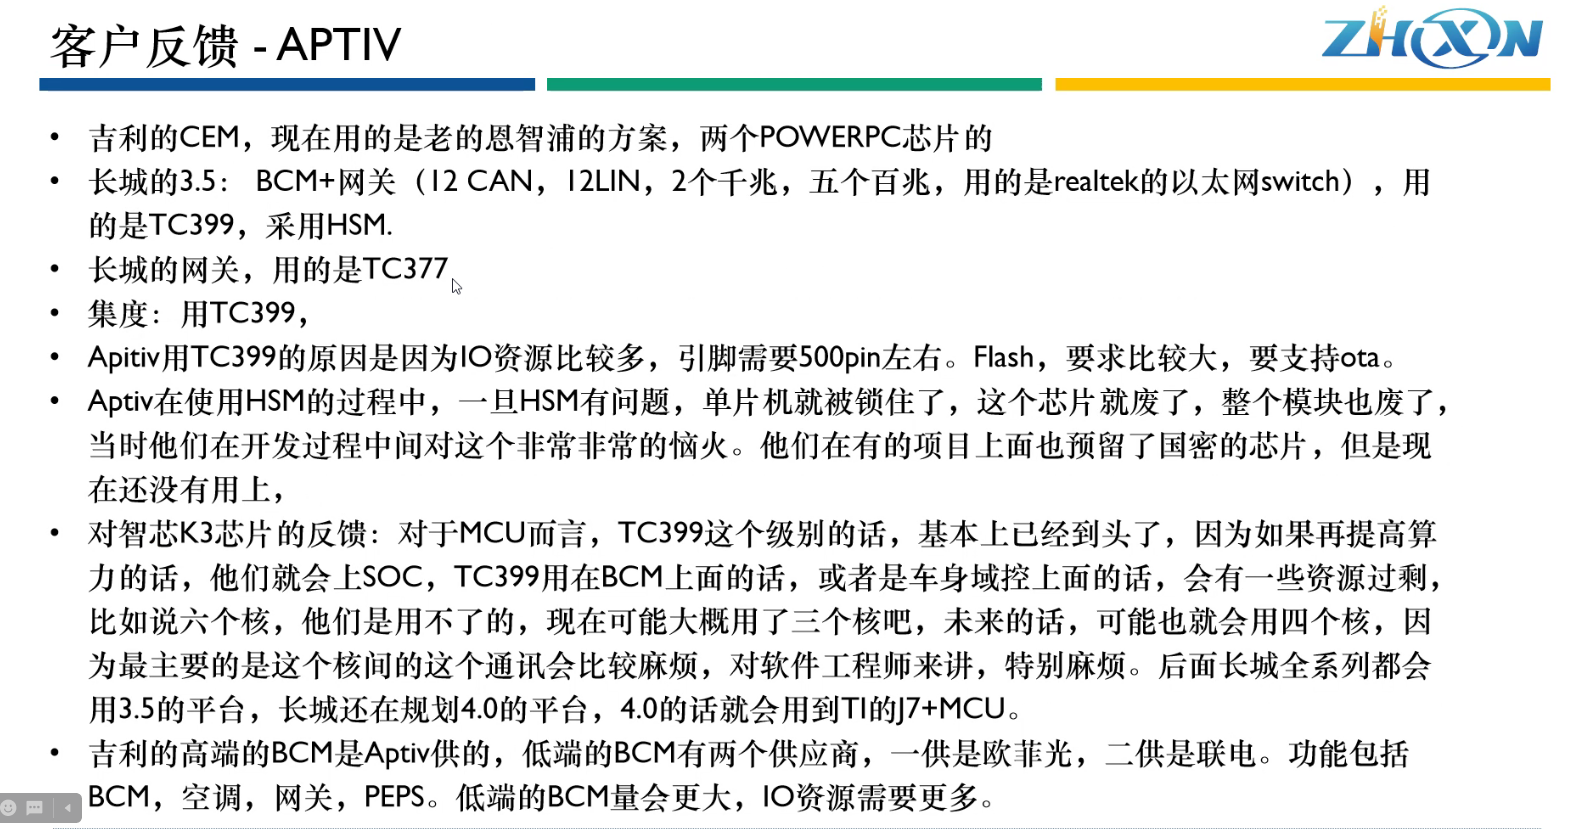 客户反馈 - APTIV
ZHIXIN
• 吉利的CEM，现在用的是老的恩智浦的方案，两个POWERPC芯片的
• 长城的3.5： BCM+网关（12 CAN，12LIN，2个千兆，五个百兆，用的是realtek的以太网switch），用
的是TC399，采用HSM.
• 长城的网关，用的是TC377
• 集度：用TC399，
• Apitiv用TC399的原因是因为IO资源比较多，引脚需要500pin左右。Flash，要求比较大，要支持ota。
• Aptiv在使用HSM的过程中，一旦HSM有问题，单片机就被锁住了，这个芯片就废了，整个模块也废了，
当时他们在开发过程中间对这个非常非常的恼火。他们在有的项目上面也预留了国密的芯片，但是现
在还没有用上，
• 对智芯K3芯片的反馈：对于MCU而言，TC399这个级别的话，基本上已经到头了，因为如果再提高算
力的话，他们就会上SOC，TC399用在BCM上面的话，或者是车身域控上面的话，会有一些资源过剩，
比如说六个核，他们是用不了的，现在可能大概用了三个核吧，未来的话，可能也就会用四个核，因
为最主要的是这个核间的这个通讯会比较麻烦，对软件工程师来讲，特别麻烦。后面长城全系列都会
用3.5的平台，长城还在规划4.0的平台，4.0的话就会用到TI的J7+MCU。
• 吉利的高端的BCM是Aptiv供的，低端的BCM有两个供应商，一供是欧菲光，二供是联电。功能包括
BCM，空调，网关，PEPS。低端的BCM量会更大，IO资源需要更多。